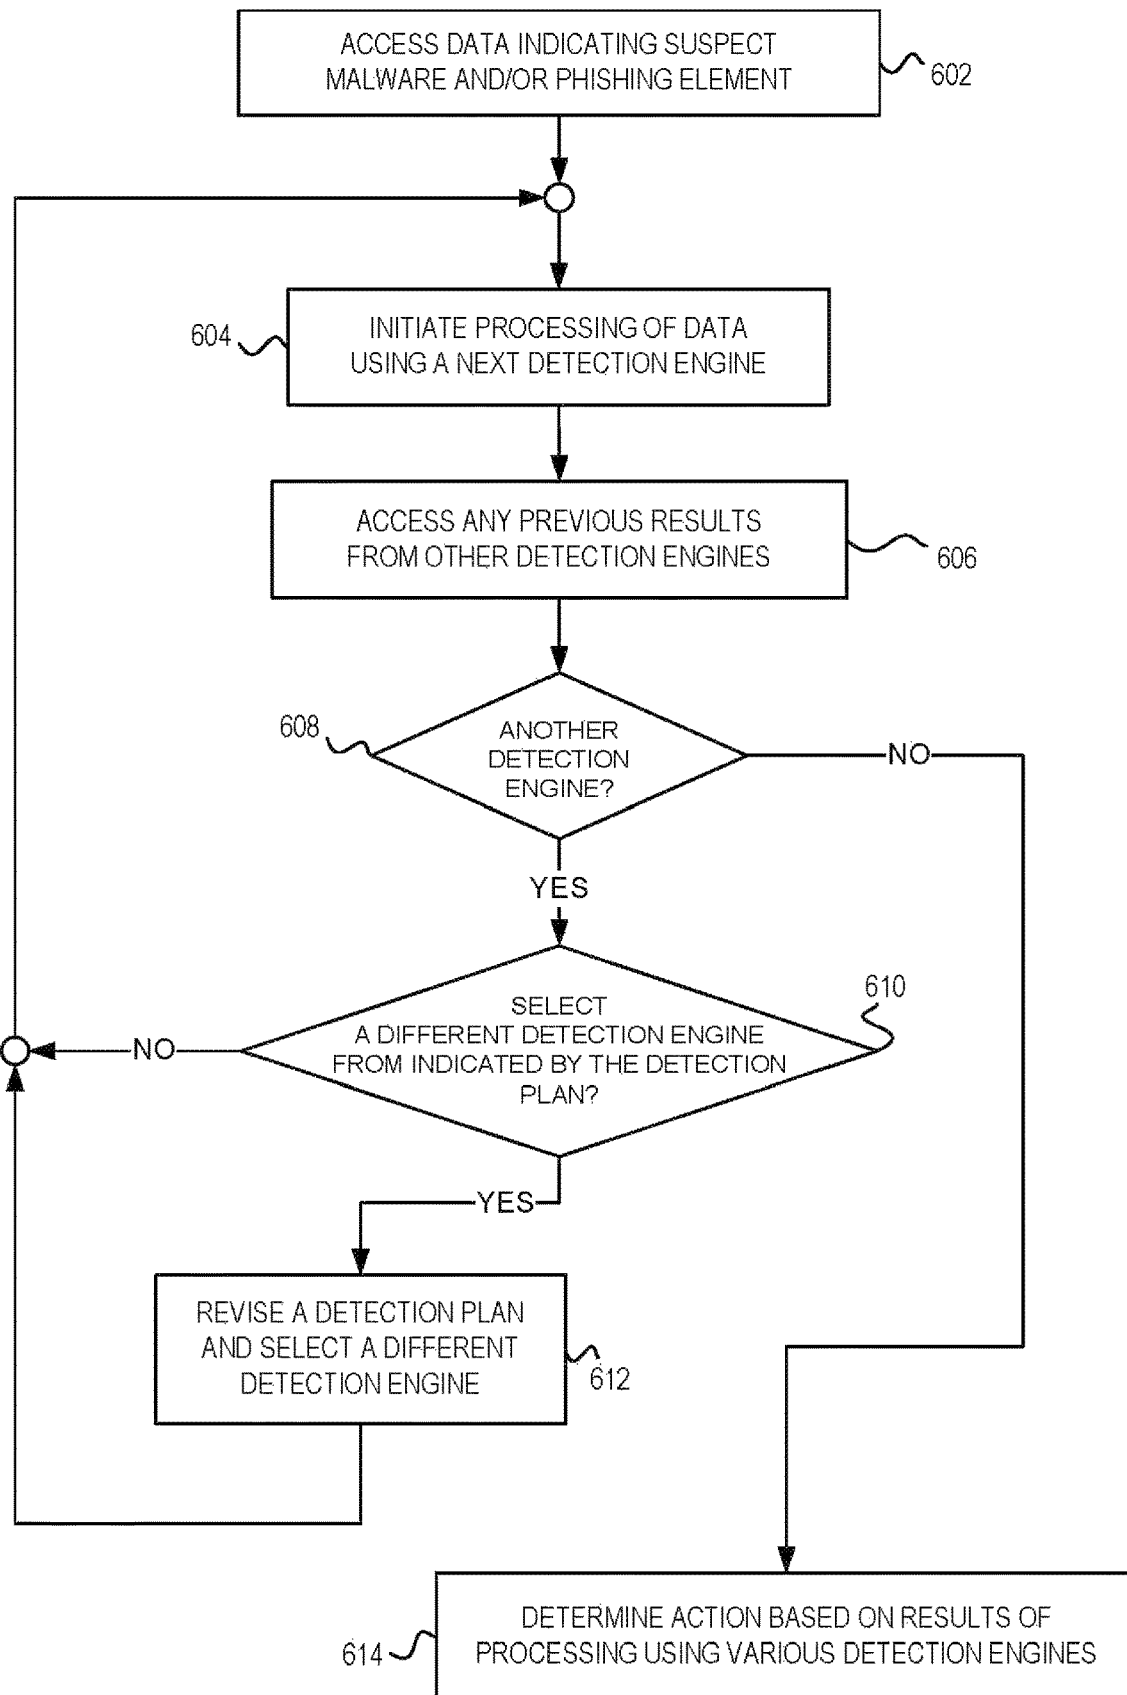 ACCESS DATA INDICATING SUSPECT
MALWARE AND/OR PHISHING ELEMENT
602
604
INITIATE PROCESSING OF DATA
USING A NEXT DETECTION ENGINE
ACCESS ANY PREVIOUS RESULTS
FROM OTHER DETECTION ENGINES
606
608
ANOTHER
DETECTION
ENGINE?
NO
YES
610
SELECT
A DIFFERENT DETECTION ENGINE
FROM INDICATED BY THE DETECTION
PLAN?
NO
YES
REVISE A DETECTION PLAN
AND SELECT A DIFFERENT
DETECTION ENGINE
612
DETERMINE ACTION BASED ON RESULTS OF
PROCESSING USING VARIOUS DETECTION ENGINES
614